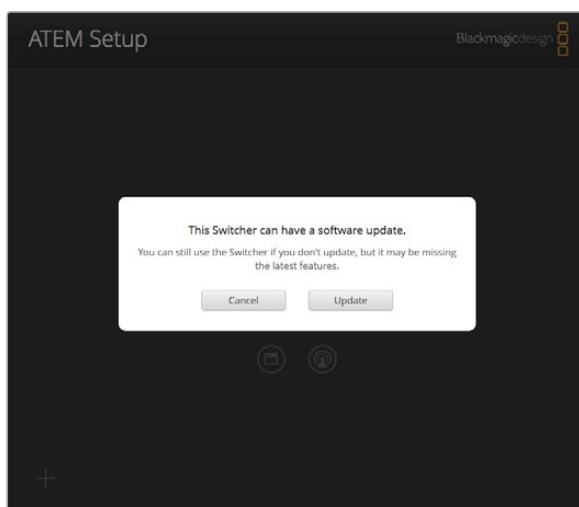 ATEM Setup
Blackmagicdesign
This Switcher can have a software update.
You can still use the Switcher if you don't update, but it may be missing
the latest features.
Cancel
Update